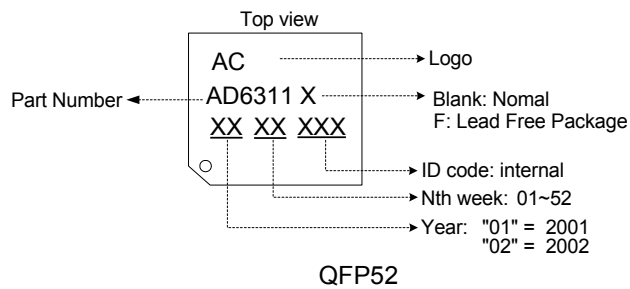 Top view
AC
Logo
Part Number
AD6311 X
Blank: Nomal
F: Lead Free Package
XX XX XXX
ID code: internal
Nth week: 01~52
Year: "01" = 2001
"02" = 2002
QFP52